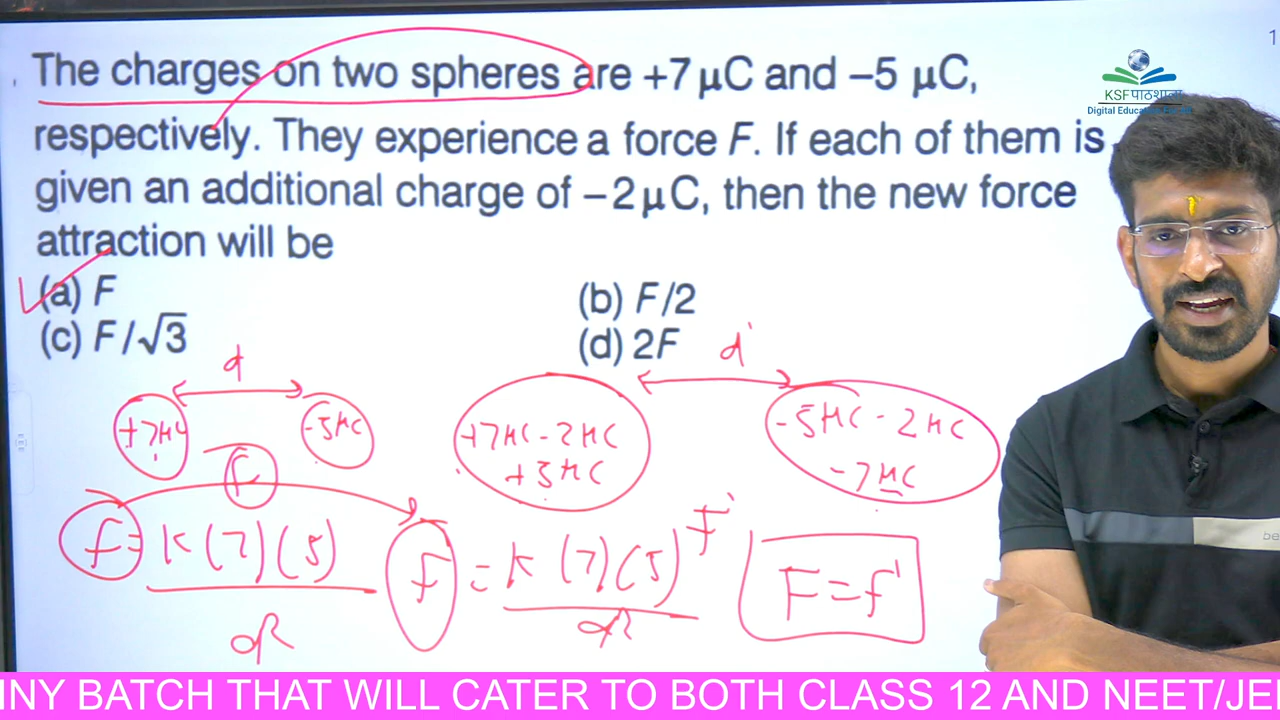 1
The charges on two spheres are +7 μC and –5 μC,
KSFपाठशाला
respectively. They experience a force F. If each of them is
given an additional charge of –2 μC, then the new force
attraction will be
(a) F
(b) F/2
(c) F/√3
(d) 2F
d
d
+7μC
-5μC
+7μC - 2μC
+5μC
-5μC - 2μC
-7μC
F
f = K(7)(5)
d²
f = K(7)(5)
d²
F'
F = f'
INY BATCH THAT WILL CATER TO BOTH CLASS 12 AND NEET/JE